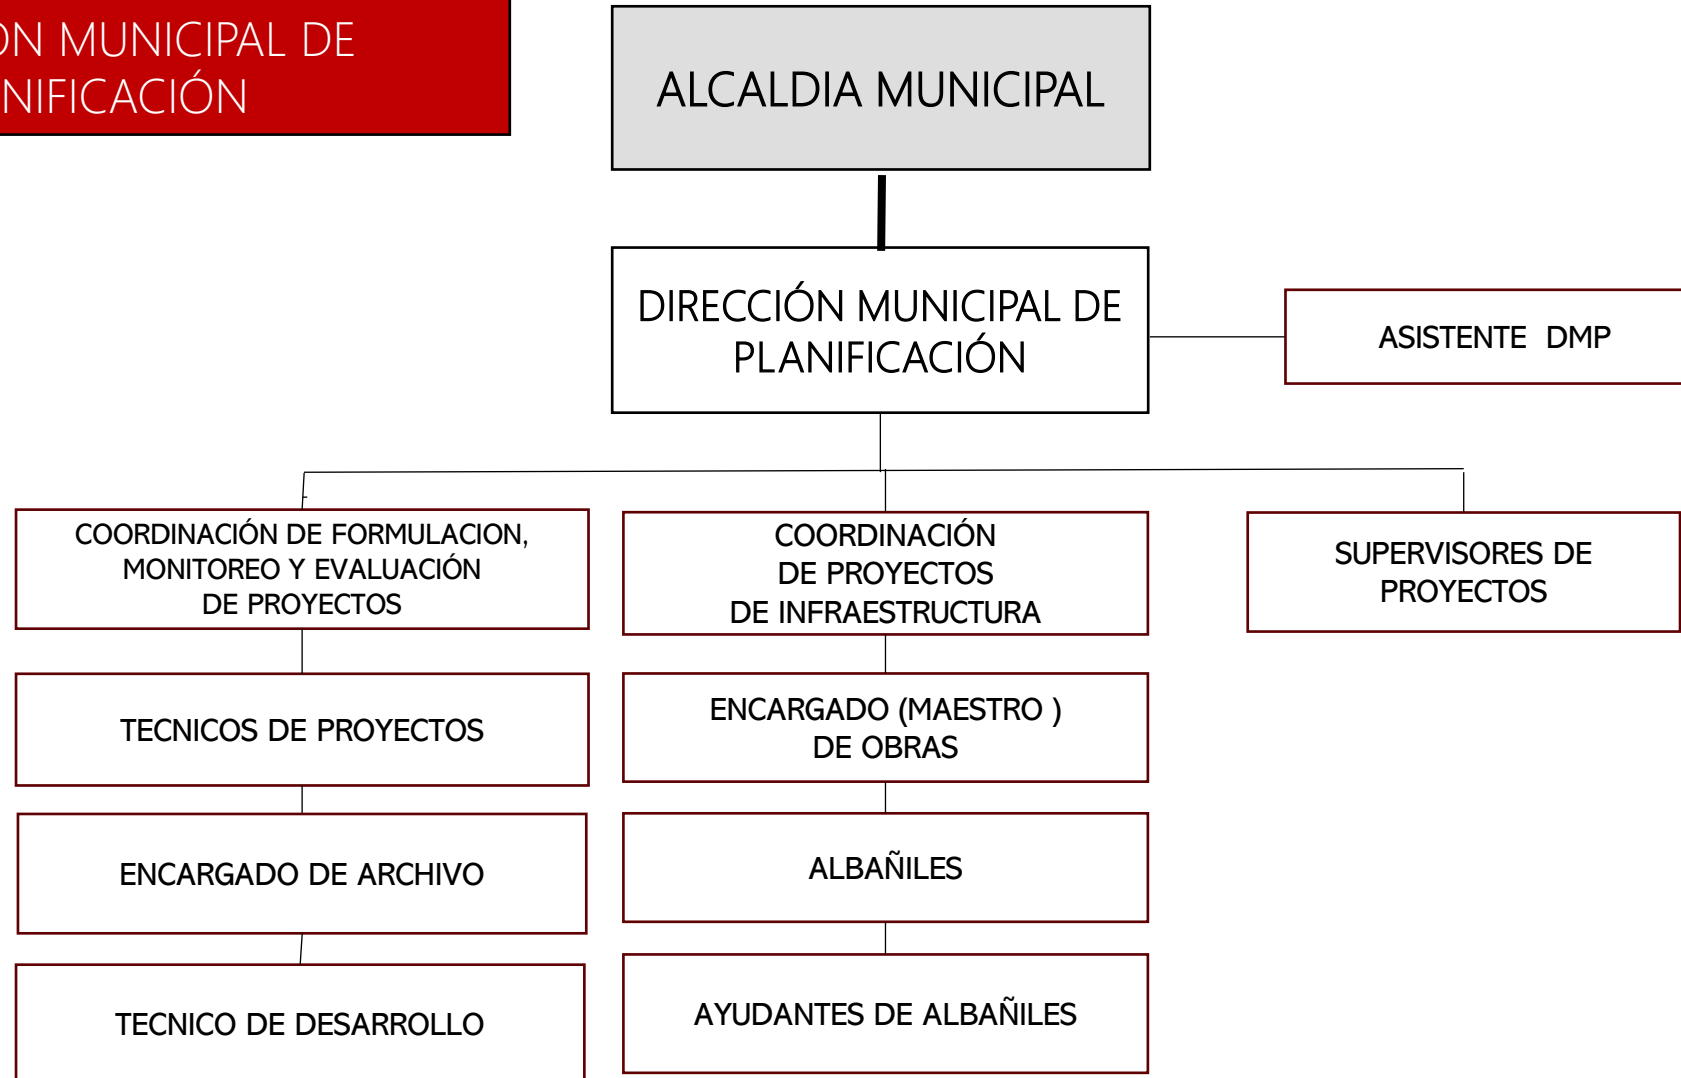 MUNICIPAL DE
ALCALDIA MUNICIPAL
DIRECCIÓN MUNICIPAL DE
PLANIFICACIÓN
ASISTENTE  DMP
COORDINACIÓN DE FORMULACION,
MONITOREO Y EVALUACIÓN
DE PROYECTOS
COORDINACIÓN
DE PROYECTOS
DE INFRAESTRUCTURA
SUPERVISORES DE
PROYECTOS
TECNICOS DE PROYECTOS
ENCARGADO (MAESTRO )
DE OBRAS
ENCARGADO DE ARCHIVO
ALBAÑILES
TECNICO DE DESARROLLO
AYUDANTES DE ALBAÑILES